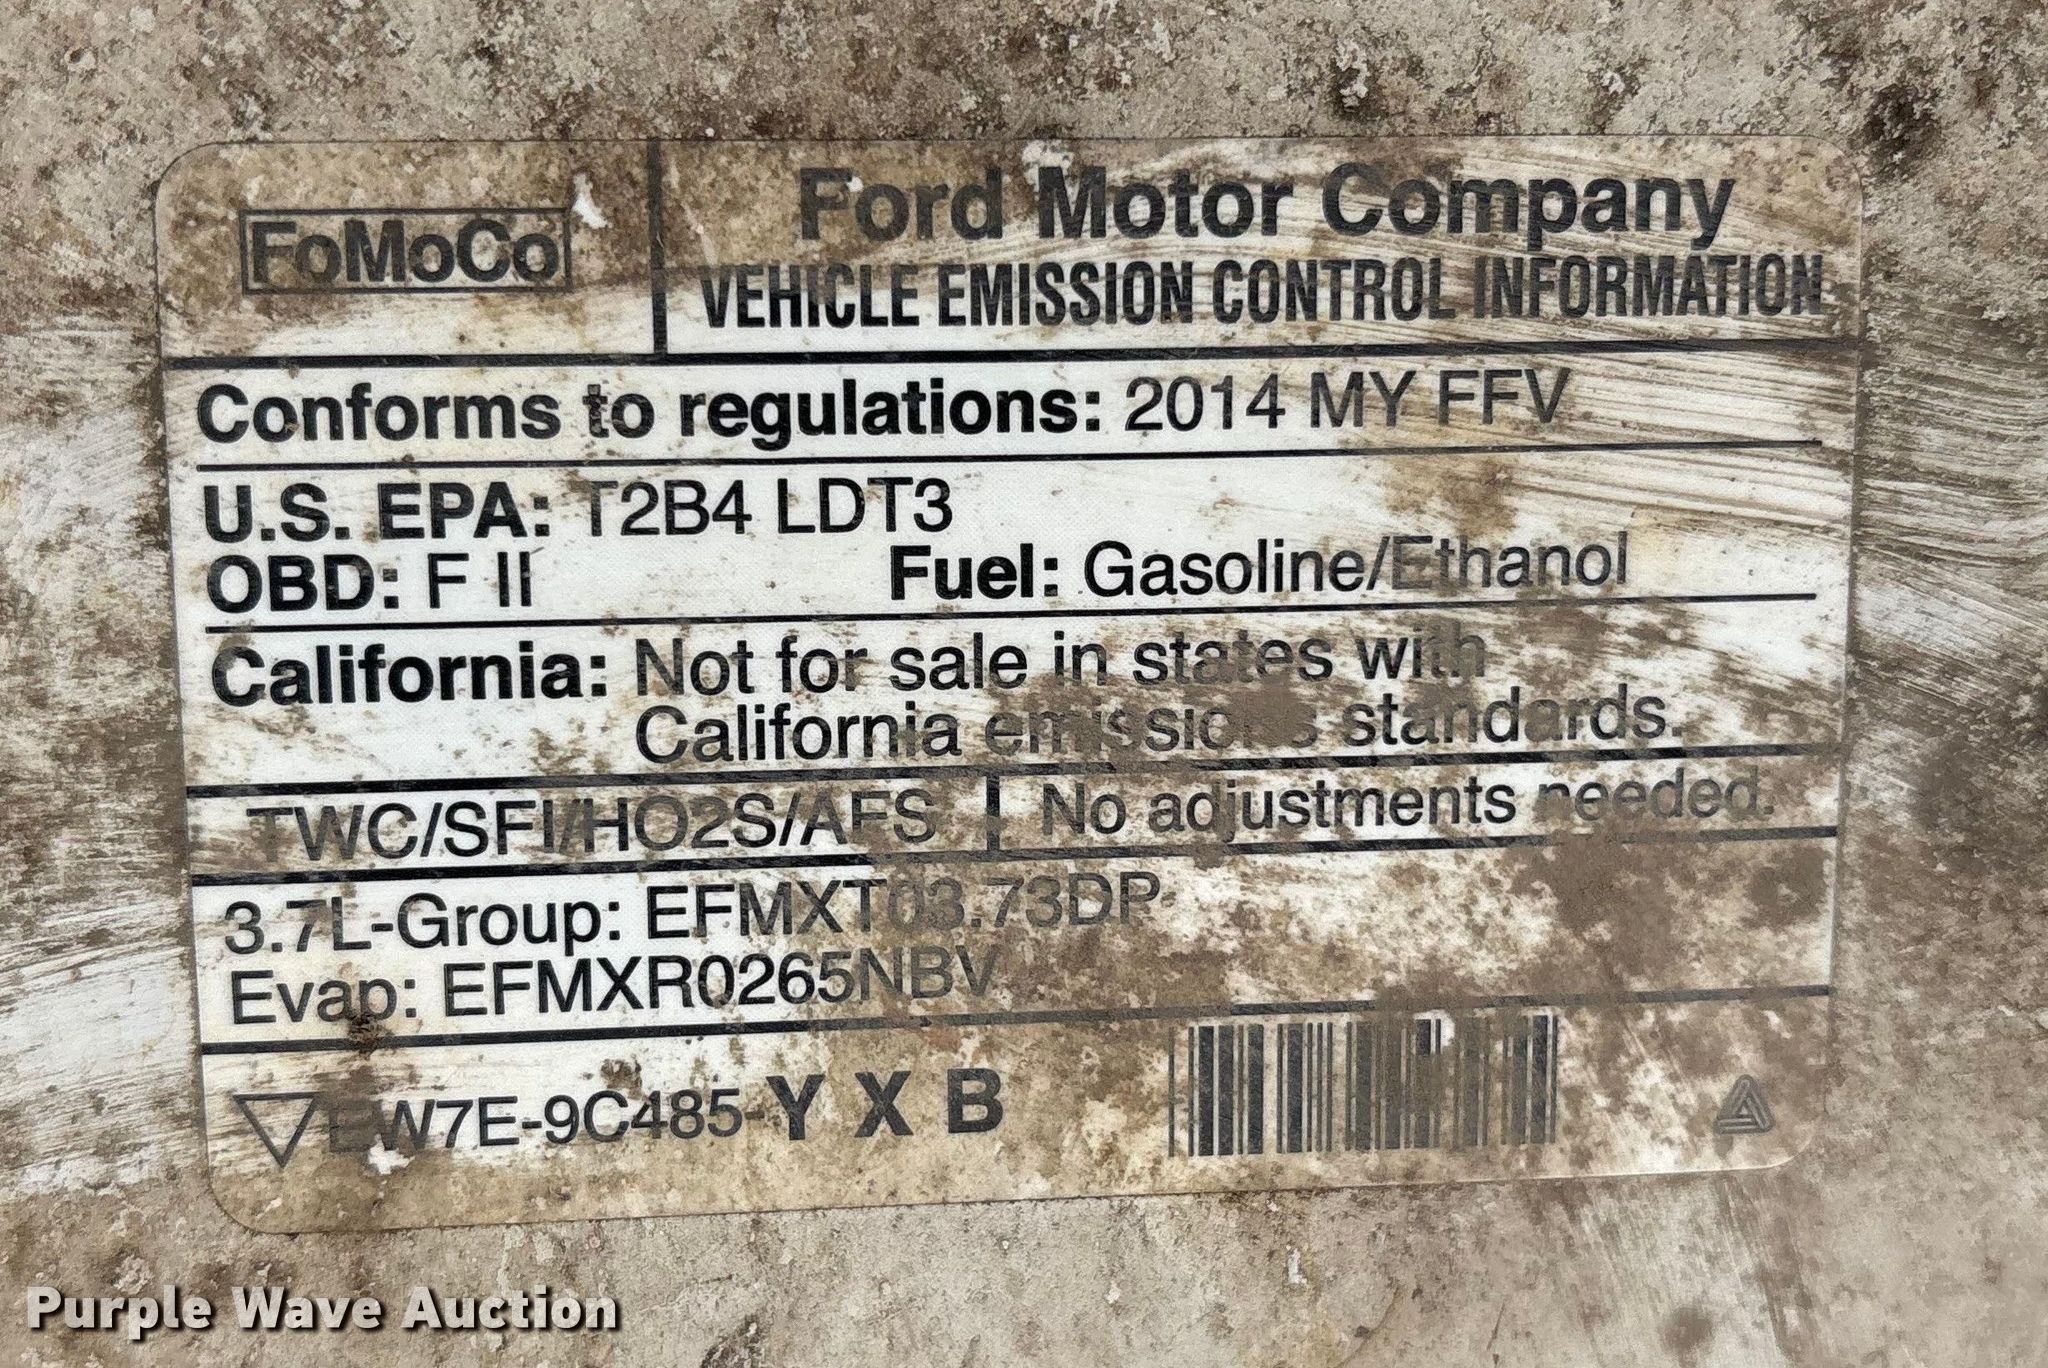 FoMoCo
Ford Motor Company
VEHICLE EMISSION CONTROL INFORMATION
Conforms to regulations: 2014 MY FFV
U.S. EPA: T2B4 LDT3
OBD: F II Fuel: Gasoline/Ethanol
California: Not for sale in states with
California emissions standards.
TWC/SFI/HO2S/AFS No adjustments needed.
3.7L-Group: EFMXT03.73DP
Evap: EFMXR0265NBV
EW7E-9C485-Y X B
Purple Wave Auction